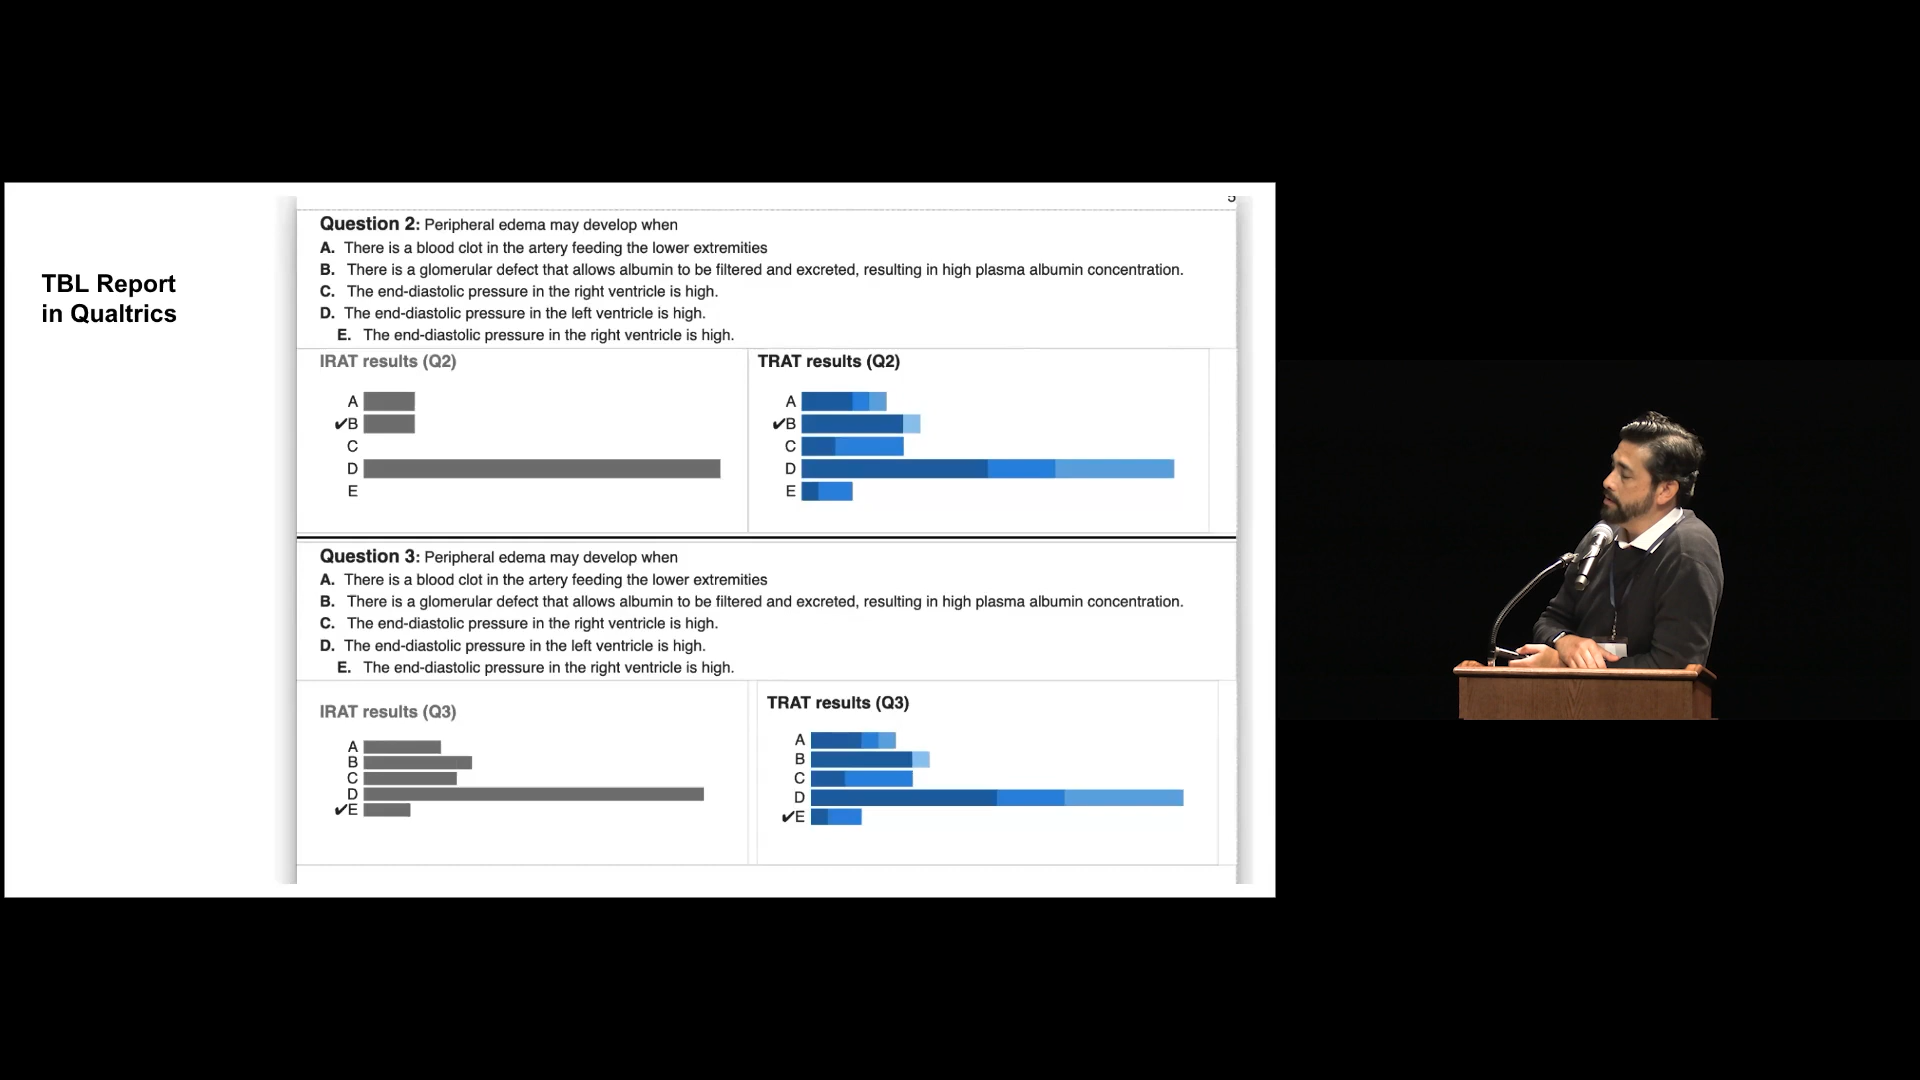 TBL Report
in Qualtrics
5
Question 2: Peripheral edema may develop when
A. There is a blood clot in the artery feeding the lower extremities
B. There is a glomerular defect that allows albumin to be filtered and excreted, resulting in high plasma albumin concentration.
C. The end-diastolic pressure in the right ventricle is high.
D. The end-diastolic pressure in the left ventricle is high.
E. The end-diastolic pressure in the right ventricle is high.
IRAT results (Q2)
A
✔B
C
D
E
TRAT results (Q2)
A
✔B
C
D
E
Question 3: Peripheral edema may develop when
A. There is a blood clot in the artery feeding the lower extremities
B. There is a glomerular defect that allows albumin to be filtered and excreted, resulting in high plasma albumin concentration.
C. The end-diastolic pressure in the right ventricle is high.
D. The end-diastolic pressure in the left ventricle is high.
E. The end-diastolic pressure in the right ventricle is high.
IRAT results (Q3)
A
B
C
D
✔E
TRAT results (Q3)
A
B
C
D
✔E